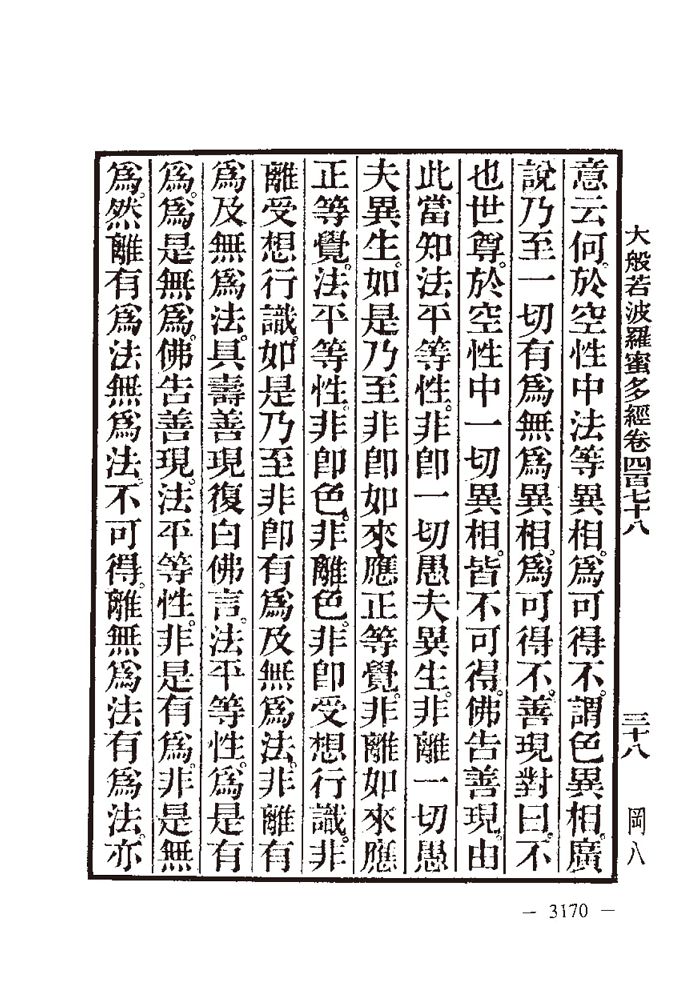 大般若波羅蜜多經卷四百七十八
三十八
岡八
意云何。於空性中法等異相。爲可得不。謂色異相。廣
說乃至一切有爲無爲異相。爲可得不。善現對曰。不
也世尊。於空性中一切異相。皆不可得。佛告善現。由
此當知法平等性。非卽一切愚夫異生。非離一切愚
夫異生。如是乃至非卽如來應正等覺。非離如來應
正等覺。法平等性。非卽色。非離色。非卽受想行識。非
離受想行識。如是乃至非卽有爲及無爲法。非離有
爲及無爲法。具壽善現復白佛言。法平等性。爲是有
爲。爲是無爲。佛告善現。法平等性。非是有爲。非是無
爲。然離有爲法無爲法。不可得。離無爲法有爲法。亦
— 3170 —